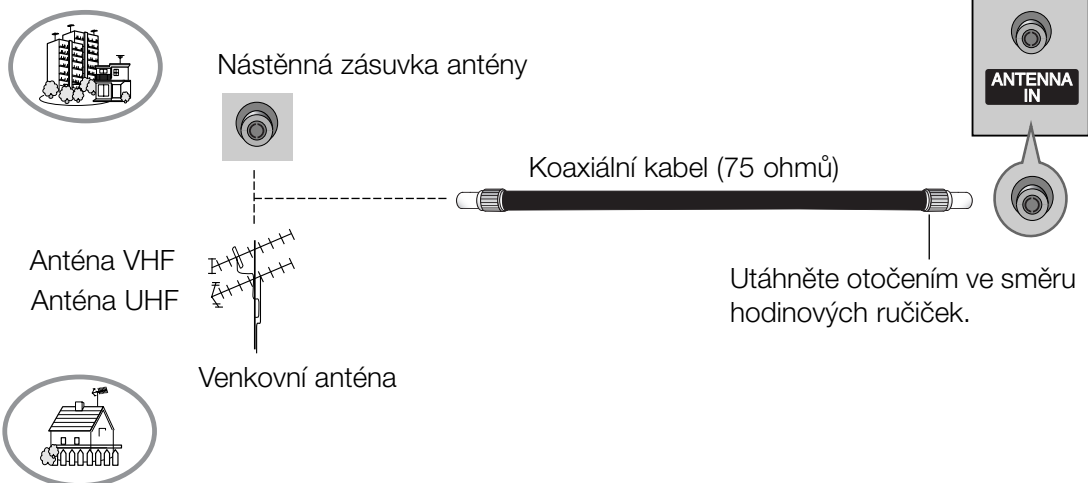 Nástěnná zásuvka antény
ANTENNA
IN
Koaxiální kabel (75 ohmů)
Anténa VHF
Anténa UHF
Utáhněte otočením ve směru
hodinových ručiček.
Venkovní anténa